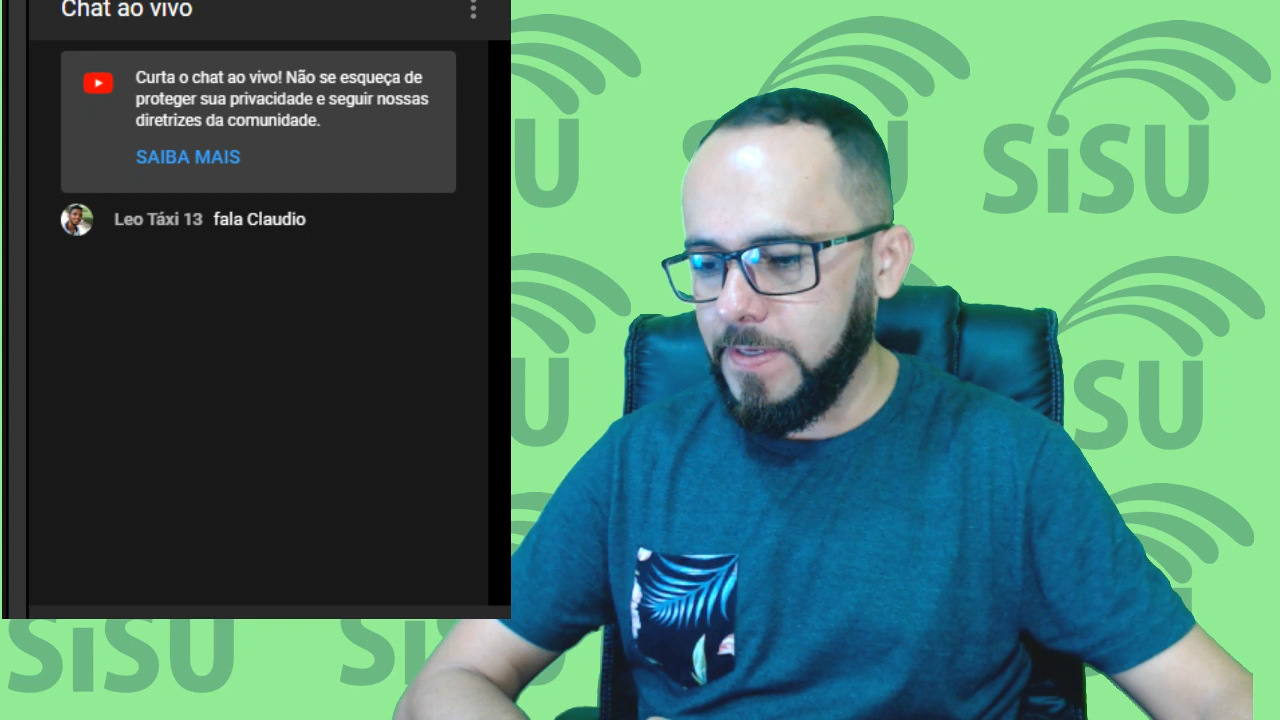 Chat ao vivo
Curta o chat ao vivo! Não se esqueça de
proteger sua privacidade e seguir nossas
diretrizes da comunidade.
SAIBA MAIS
Leo Táxi 13 fala Claudio
SiSU
SiSU
SiSU